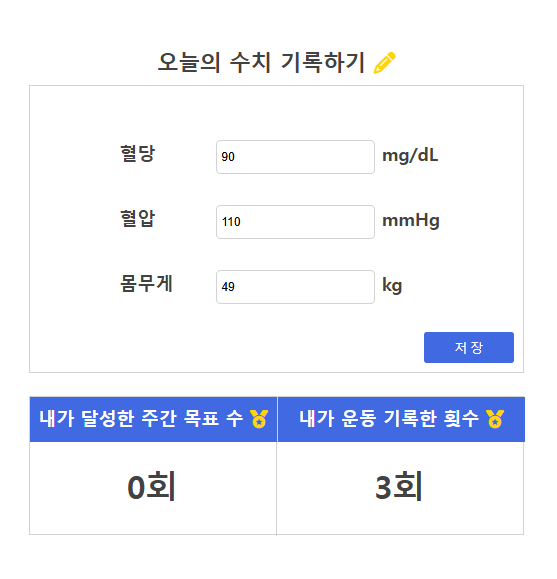 오늘의 수치 기록하기
혈당 90 mg/dL
혈압 110 mmHg
몸무게 49 kg
저장
내가 달성한 주간 목표 수 내가 운동 기록한 횟수
0회 3회